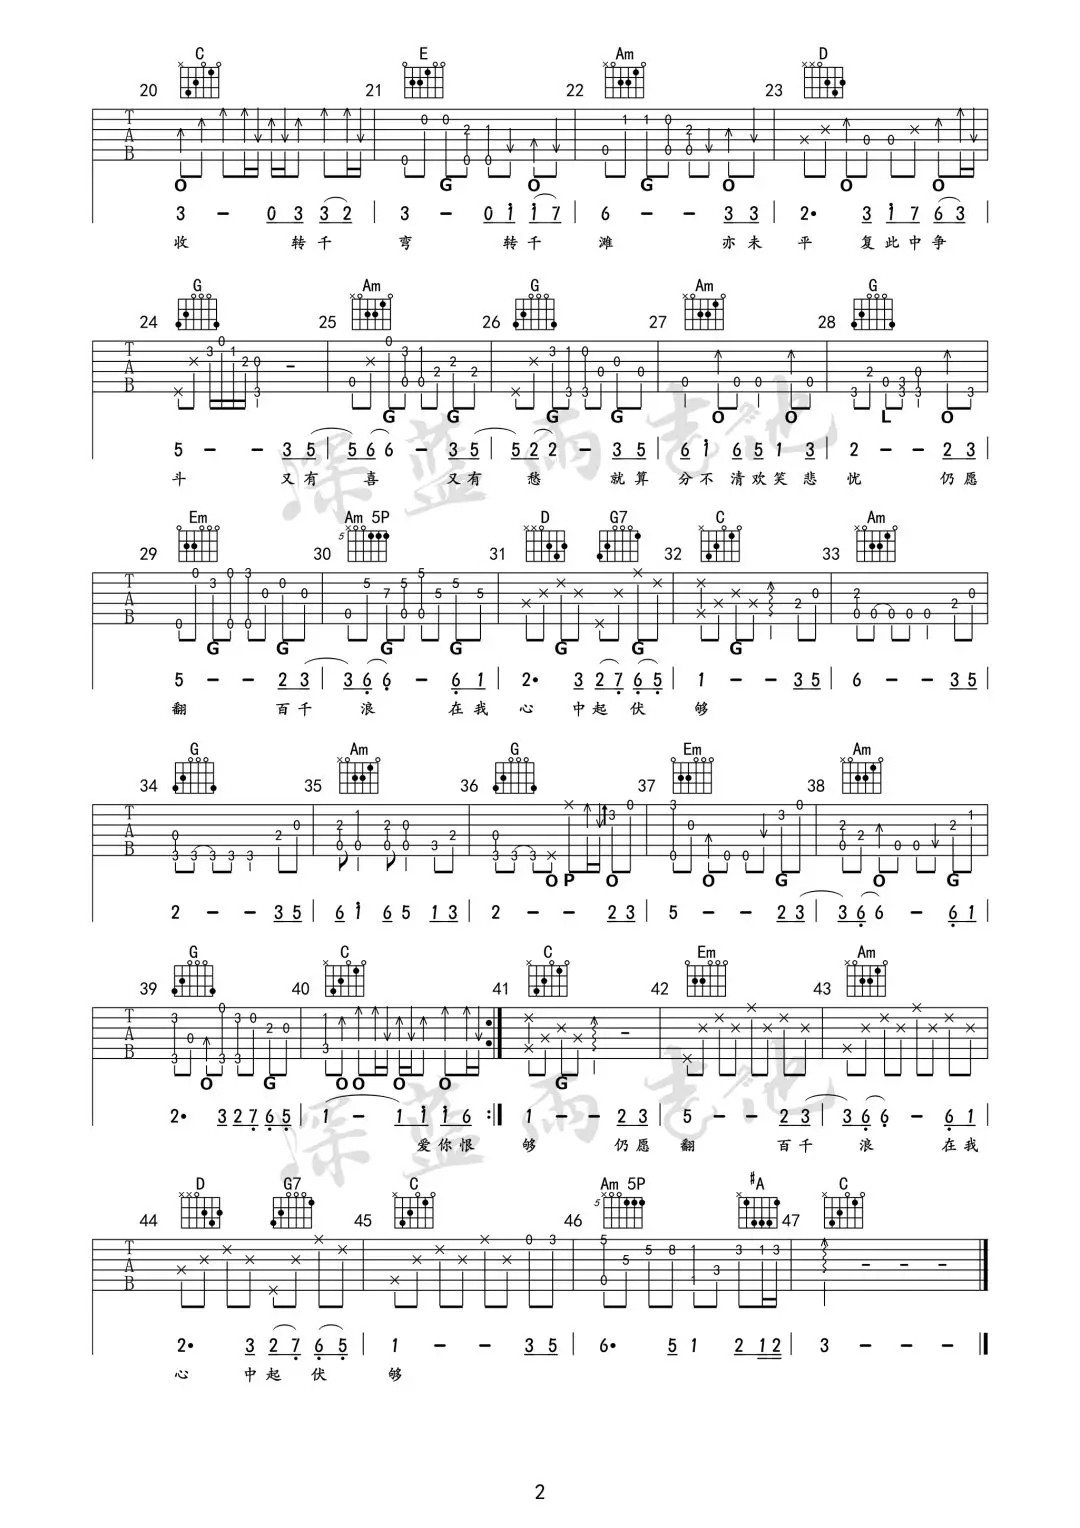 C E Am D
20 21 22 23
O G O G O O O
3 - 0 3 3 2 | 3 - 0 1 1 7 | 6 - 3 3 | 2· 3 1 7 6 3 |
收 转千 弯 转千 滩 亦未 平 复此中争
G Am G Am G
24 25 26 27 28
G G G G O O L O
5 - - 3 5 | 5 6 6 - 3 5 | 5 2 2 - 3 5 | 6 1 6 5 1 3 | 2 - - 2 3 |
斗 又有 喜 又有 愁 就算 分不清欢笑悲 忧 仍愿
Em Am 5P D G7 C Am
29 30 31 32 33
G G G G G G G
5 - - 2 3 | 3 6 6 - 6 1 | 2· 3 2 7 6 5 | 1 - - 3 5 | 6 - - 3 5 |
翻 百千 浪 在我 心 中起伏 够
G Am G Em Am
34 35 36 37 38
O P O O G O G
2 - - 3 5 | 6 1 6 5 1 3 | 2 - - 2 3 | 5 - - 2 3 | 3 6 6 - 6 1 |
G C C Em Am
39 40 41 42 43
O G O O O O G
2· 3 2 7 6 5 | 1 - 1 1 1 6 :| 1 - - 2 3 | 5 - - 2 3 | 3 6 6 - 6 1 |
爱你恨 够 仍愿 翻 百千 浪 在我
D G7 C Am 5P #A C
44 45 46 47
2· 3 2 7 6 5 | 1 - - 3 5 | 6· 5 1 2 1 2 | 3 - - - |
心 中起伏 够
深蓝雨吉他
2